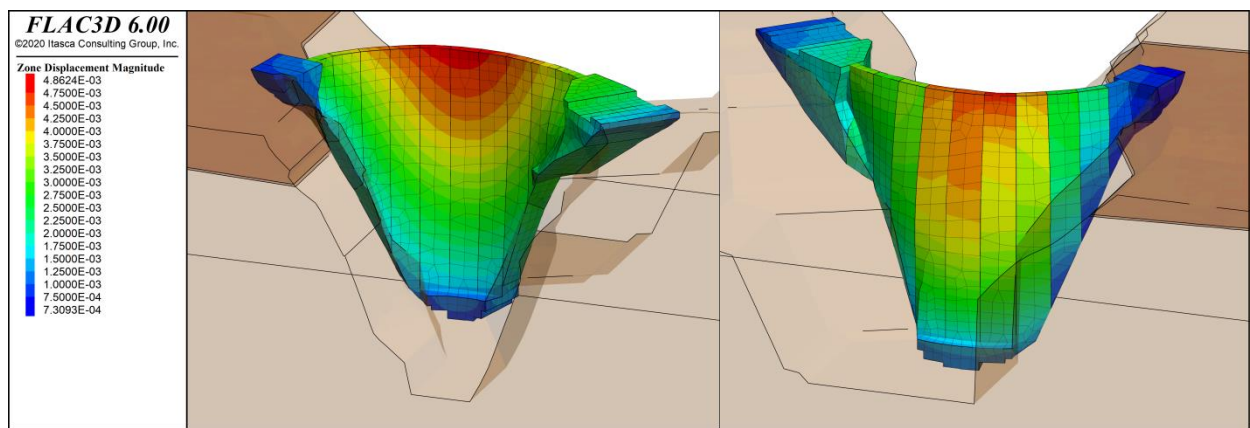 FLAC3D 6.00
©2020 Itasca Consulting Group, Inc.
Zone Displacement Magnitude
4.8624E-03
4.7500E-03
4.5000E-03
4.0000E-03
3.7500E-03
3.5000E-03
3.2500E-03
3.0000E-03
2.7500E-03
2.5000E-03
2.2500E-03
2.0000E-03
1.7500E-03
1.5000E-03
1.2500E-03
1.0000E-03
7.5000E-04
7.3093E-04